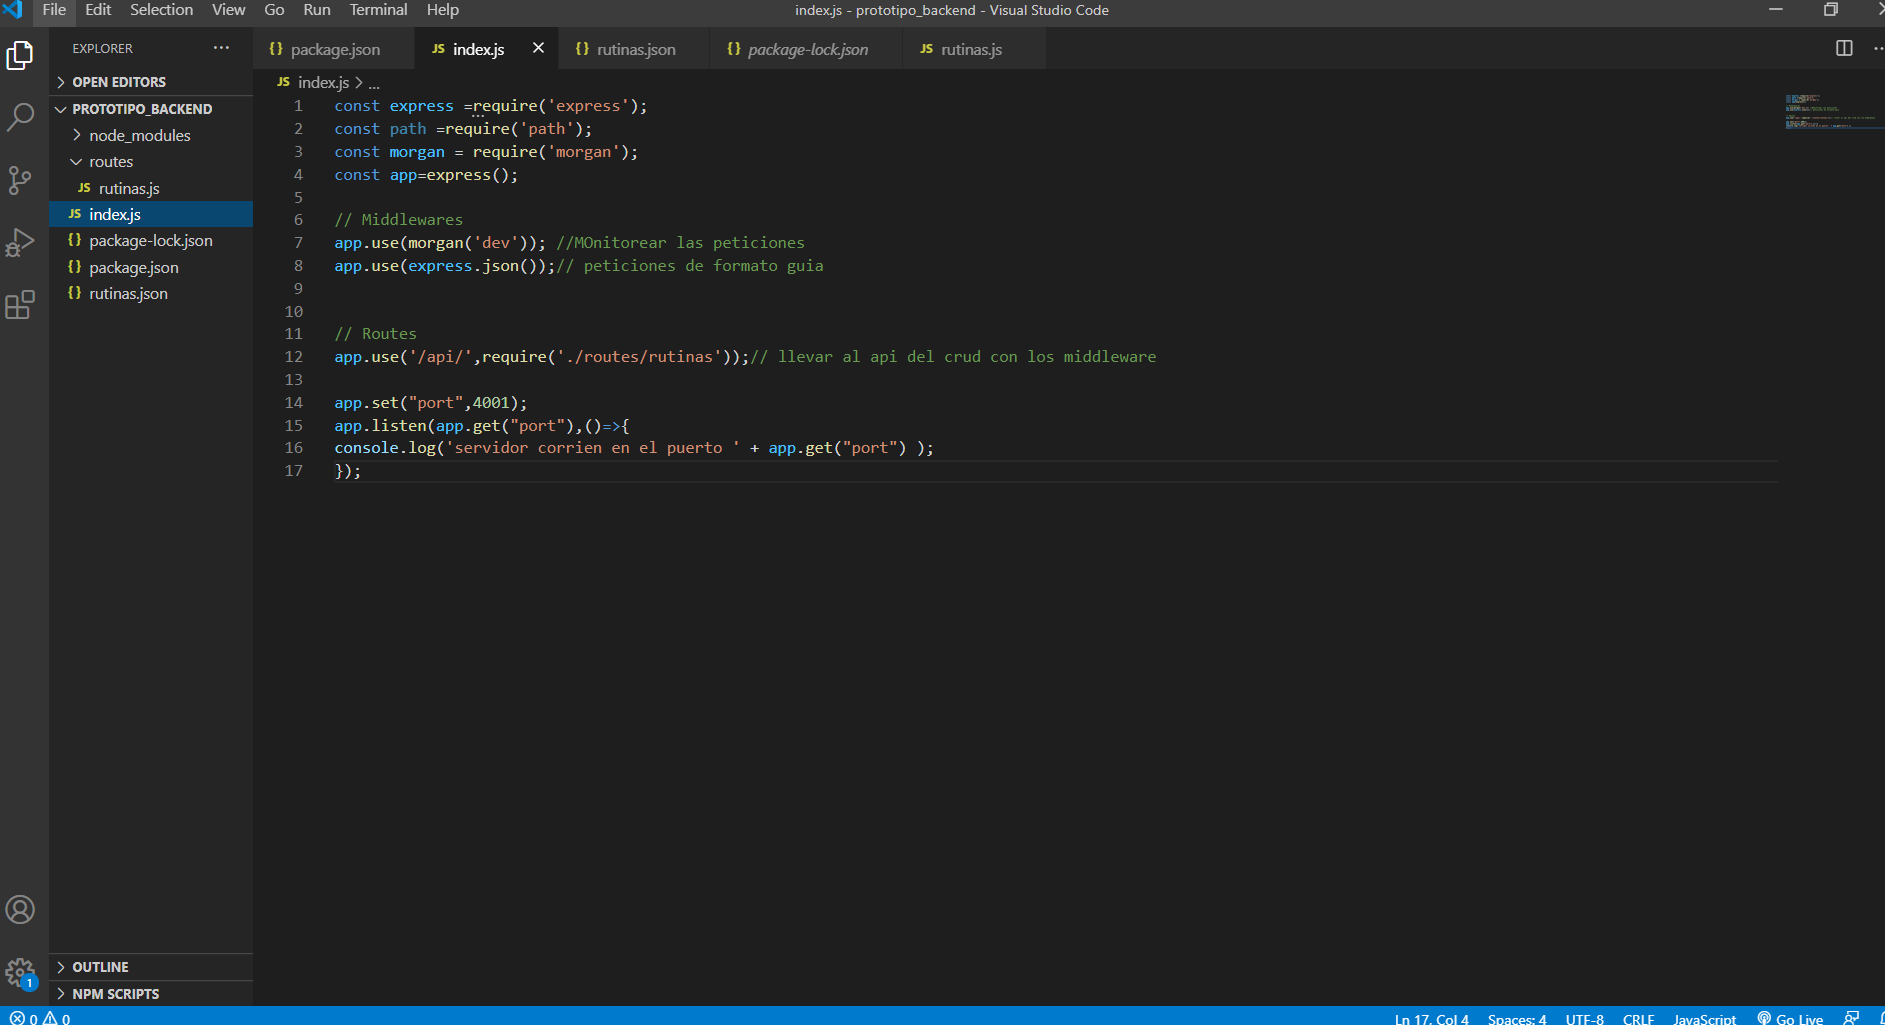 File Edit Selection View Go Run Terminal Help
index.js - prototipo_backend - Visual Studio Code
EXPLORER
{} package.json
JS index.js
{} rutinas.json
{} package-lock.json
JS rutinas.js
OPEN EDITORS
PROTOTIPO_BACKEND
node_modules
routes
JS rutinas.js
JS index.js
{} package-lock.json
{} package.json
{} rutinas.json
OUTLINE
NPM SCRIPTS
JS index.js > ...
1 const express =require('express');
2 const path =require('path');
3 const morgan = require('morgan');
4 const app=express();
5
6 // Middlewares
7 app.use(morgan('dev')); //MOnitorear las peticiones
8 app.use(express.json());// peticiones de formato guia
9
10
11 // Routes
12 app.use('/api/',require('./routes/rutinas'));// llevar al api del crud con los middleware
13
14 app.set("port",4001);
15 app.listen(app.get("port"),()=>{
16 console.log('servidor corrien en el puerto ' + app.get("port") );
17 });
1
0 0
Ln 17, Col 4 Spaces: 4 UTF-8 CRLF JavaScript Go Live